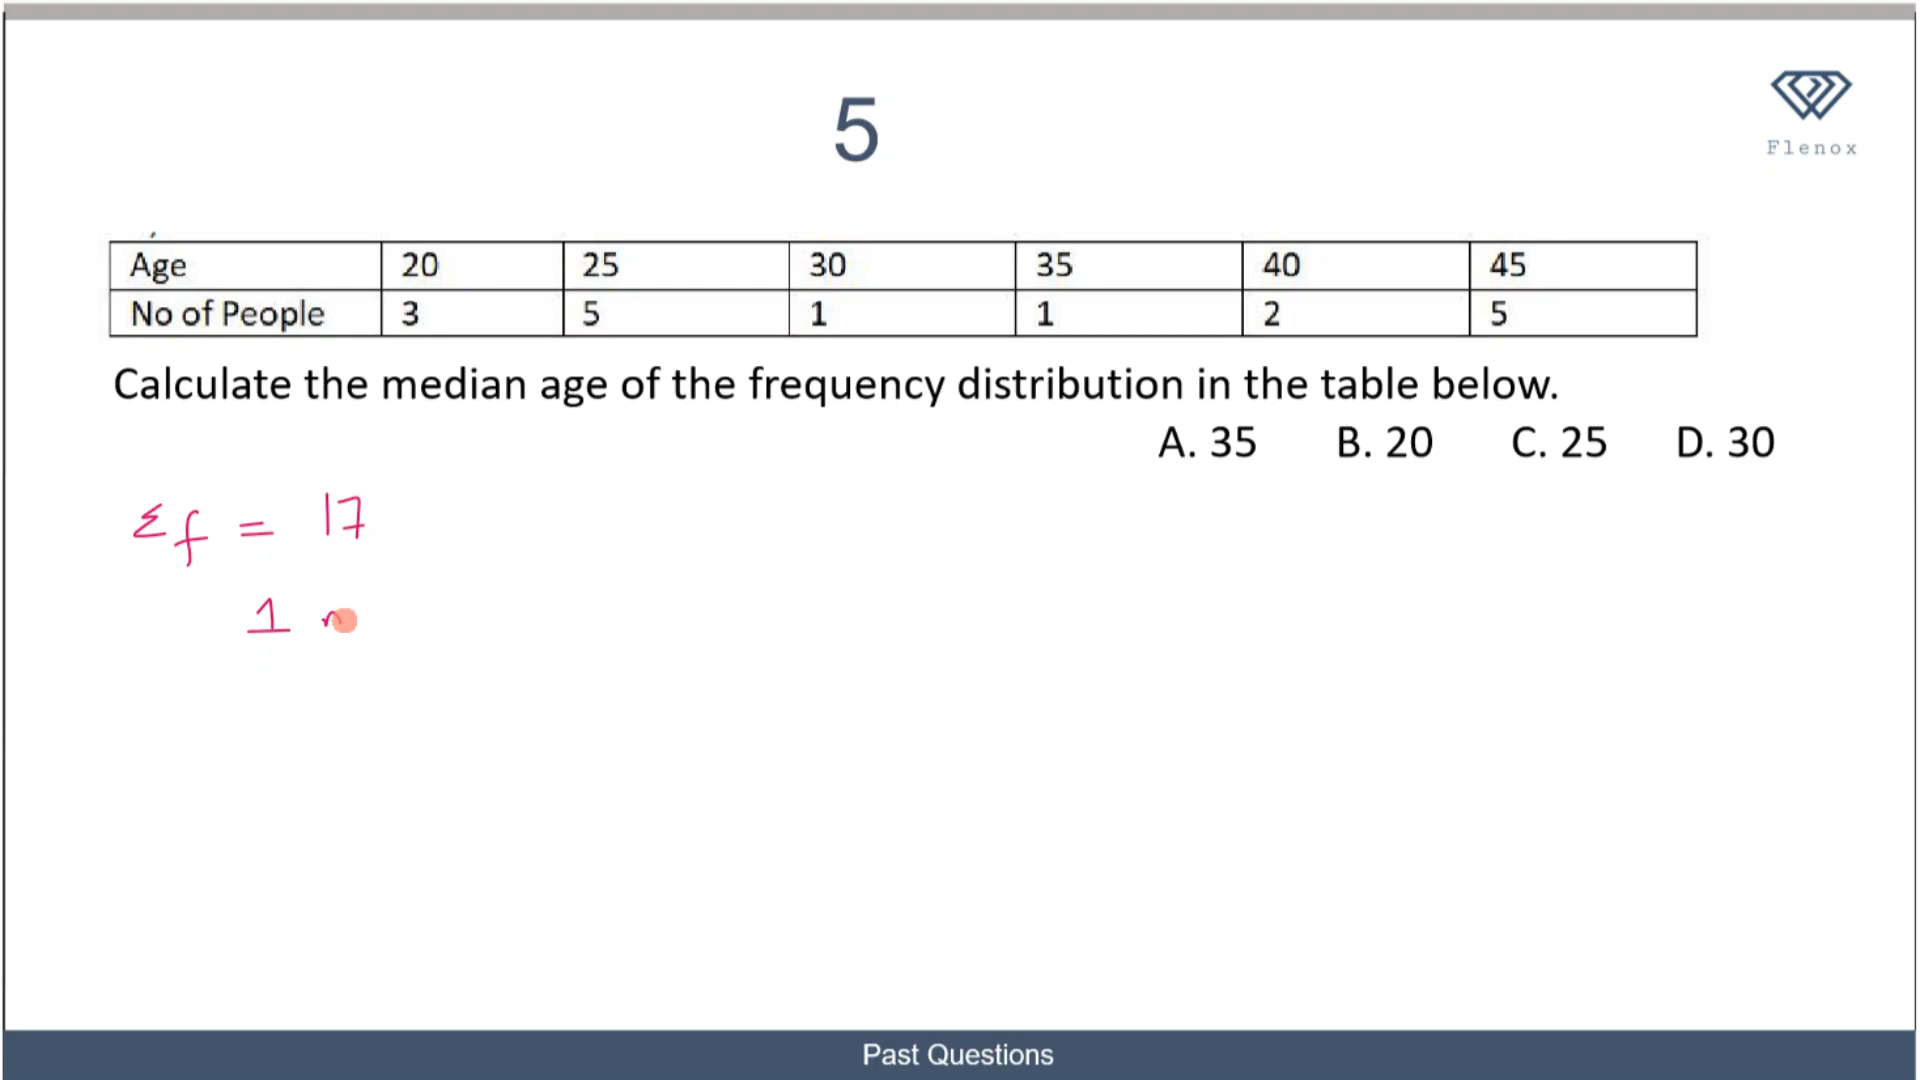 5
Flenox
Age 20 25 30 35 40 45
No of People 3 5 1 1 2 5
Calculate the median age of the frequency distribution in the table below.
A. 35 B. 20 C. 25 D. 30
Σf = 17
1
Past Questions